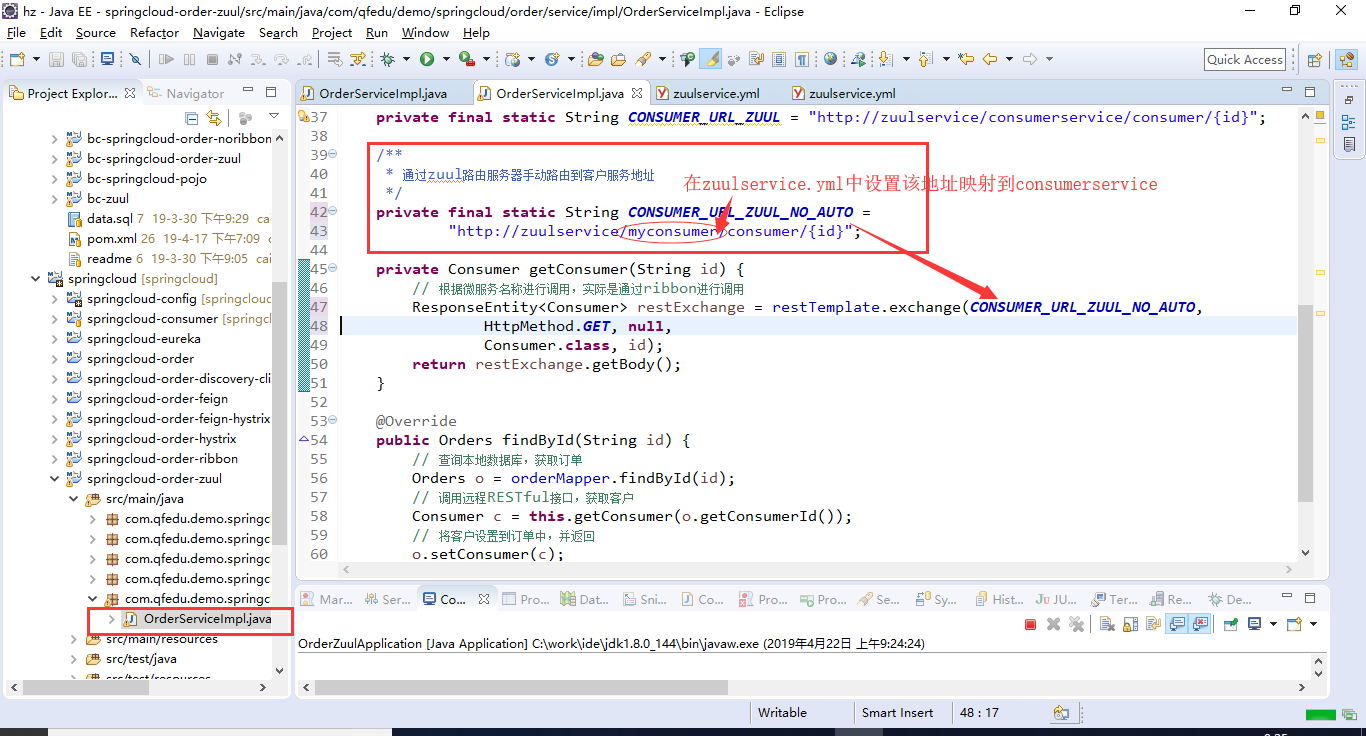 hz - Java EE - springcloud-order-zuul/src/main/java/com/qfedu/demo/springcloud/order/service/impl/OrderServiceImpl.java - Eclipse
File Edit Source Refactor Navigate Search Project Run Window Help
Quick Access
Project Explor... Navigator
bc-springcloud-order-noribbon
bc-springcloud-order-zuul
bc-springcloud-pojo
bc-zuul
data.sql 7 19-3-30 下午9:29 cai
pom.xml 26 19-4-17 下午7:09 c
readme 6 19-3-30 下午9:05 cai
springcloud [springcloud]
springcloud-config [springcloud
springcloud-consumer [springcl
springcloud-eureka
springcloud-order
springcloud-order-discovery-cli
springcloud-order-feign
springcloud-order-feign-hystrix
springcloud-order-hystrix
springcloud-order-ribbon
springcloud-order-zuul
src/main/java
com.qfedu.demo.springc
com.qfedu.demo.springc
com.qfedu.demo.springc
com.qfedu.demo.springc
com.qfedu.demo.springc
OrderServiceImpl.java
src/main/resources
src/test/java
src/test/resources
OrderServiceImpl.java OrderServiceImpl.java zuulservice.yml zuulservice.yml
37 private final static String CONSUMER_URL_ZUUL = "http://zuulservice/consumerservice/consumer/{id}";
38
39 /**
40 * 通过zuul路由服务器手动路由到客户服务地址
在zuulservice.yml中设置该地址映射到consumerservice
41 */
42 private final static String CONSUMER_URL_ZUUL_NO_AUTO =
43 "http://zuulservice/myconsumer/consumer/{id}";
44
45 private Consumer getConsumer(String id) {
46 // 根据微服务名称进行调用，实际是通过ribbon进行调用
47 ResponseEntity<Consumer> restExchange = restTemplate.exchange(CONSUMER_URL_ZUUL_NO_AUTO,
48 HttpMethod.GET, null,
49 Consumer.class, id);
50 return restExchange.getBody();
51 }
52
53 @Override
54 public Orders findById(String id) {
55 // 查询本地数据库，获取订单
56 Orders o = orderMapper.findById(id);
57 // 调用远程RESTful接口，获取客户
58 Consumer c = this.getConsumer(o.getConsumerId());
59 // 将客户设置到订单中，并返回
60 o.setConsumer(c);
Mar... Ser... Co... Pro... Dat... Sni... Co... Pro... Pro... Se... Sy... Hist... JU... Ter... Re... De...
OrderZuulApplication [Java Application] C:\work\ide\jdk1.8.0_144\bin\javaw.exe (2019年4月22日 上午9:24:24)
Writable Smart Insert 48 : 17